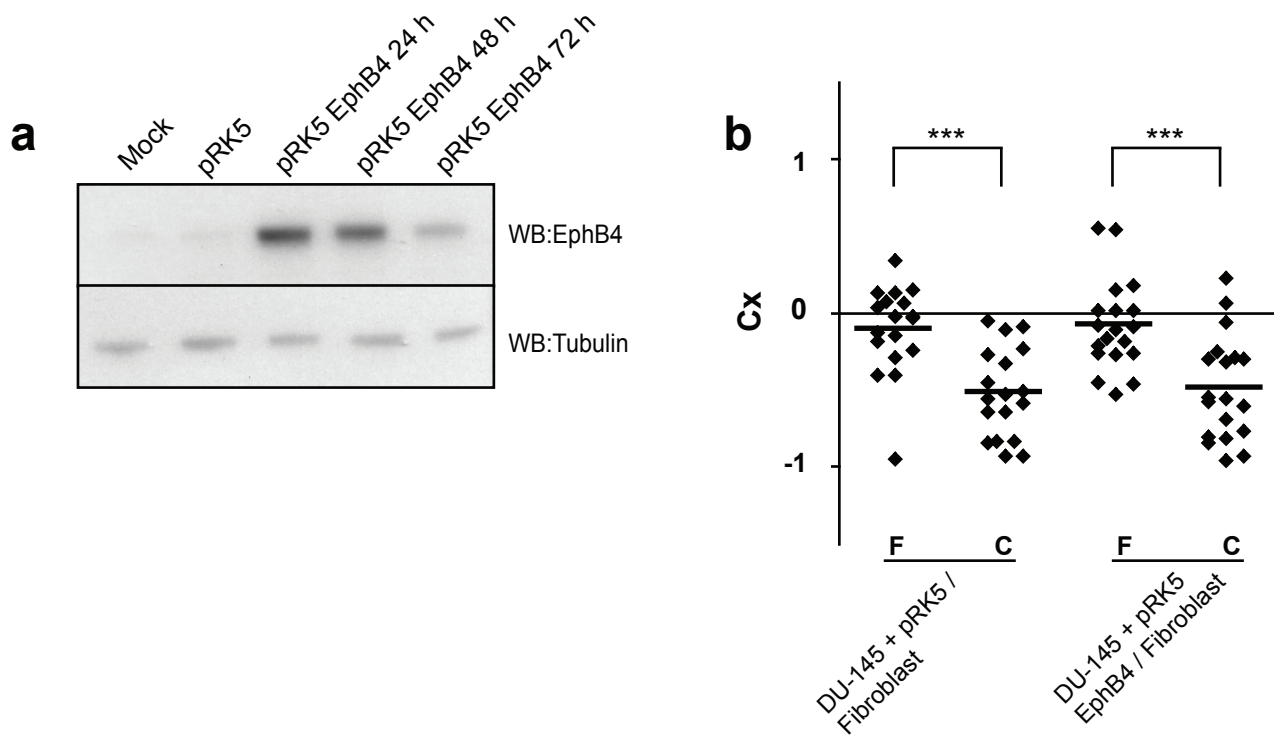 a
Mock
pRK5
pRK5 EphB4 24 h
pRK5 EphB4 48 h
pRK5 EphB4 72 h
WB:EphB4
WB:Tubulin
b
***
***
1
0
-1
Cx
F
C
F
C
DU-145 + pRK5 /
Fibroblast
DU-145 + pRK5
EphB4 / Fibroblast